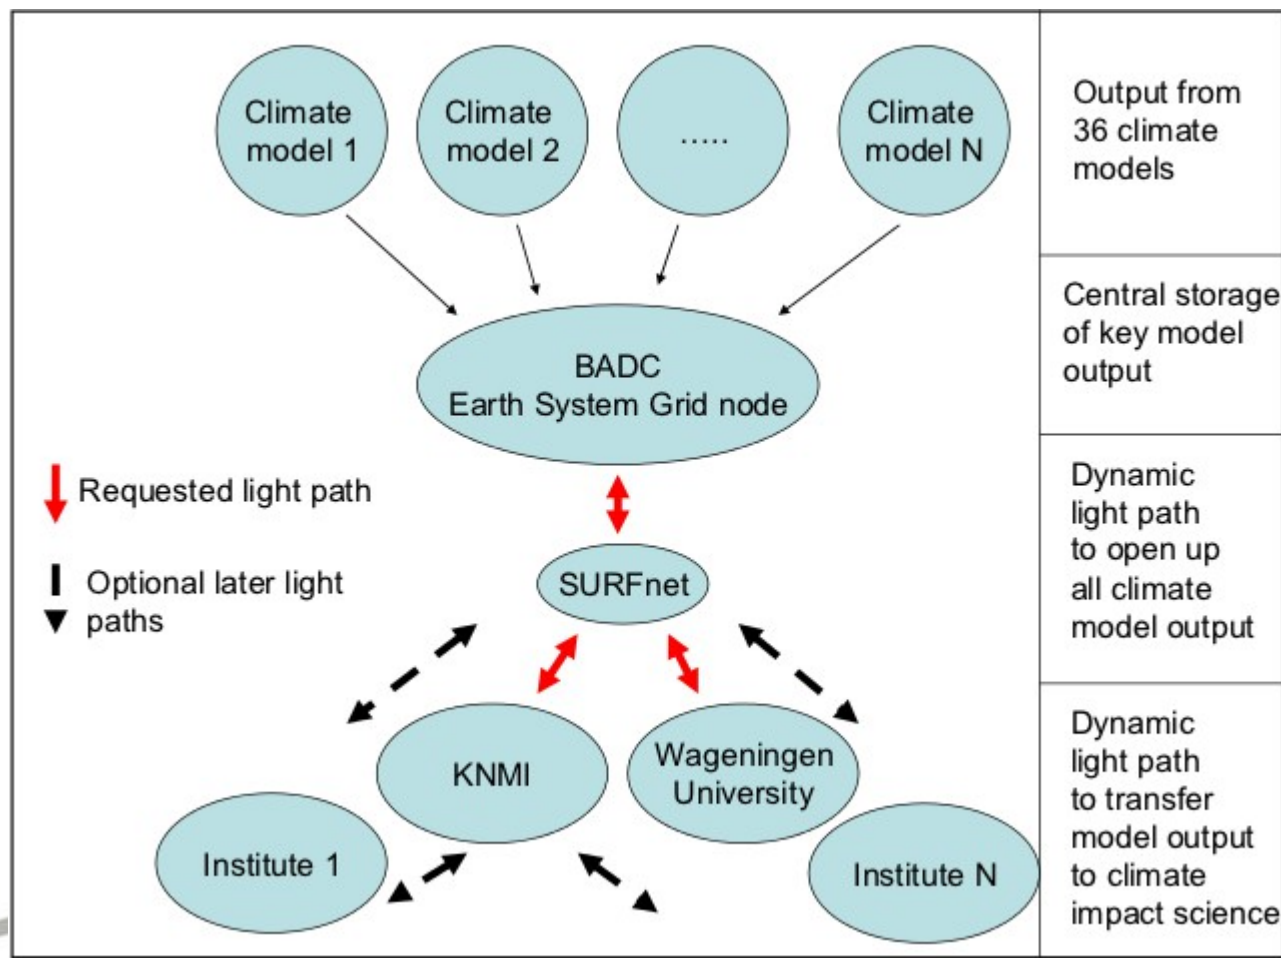 Climate
model 1
Climate
model 2
.....
Climate
model N
Output from
36 climate
models
BADC
Earth System Grid node
Central storage
of key model
output
Requested light path
Optional later light
paths
SURFnet
Dynamic
light path
to open up
all climate
model output
KNMI
Wageningen
University
Institute 1
Institute N
Dynamic
light path
to transfer
model output
to climate
impact science